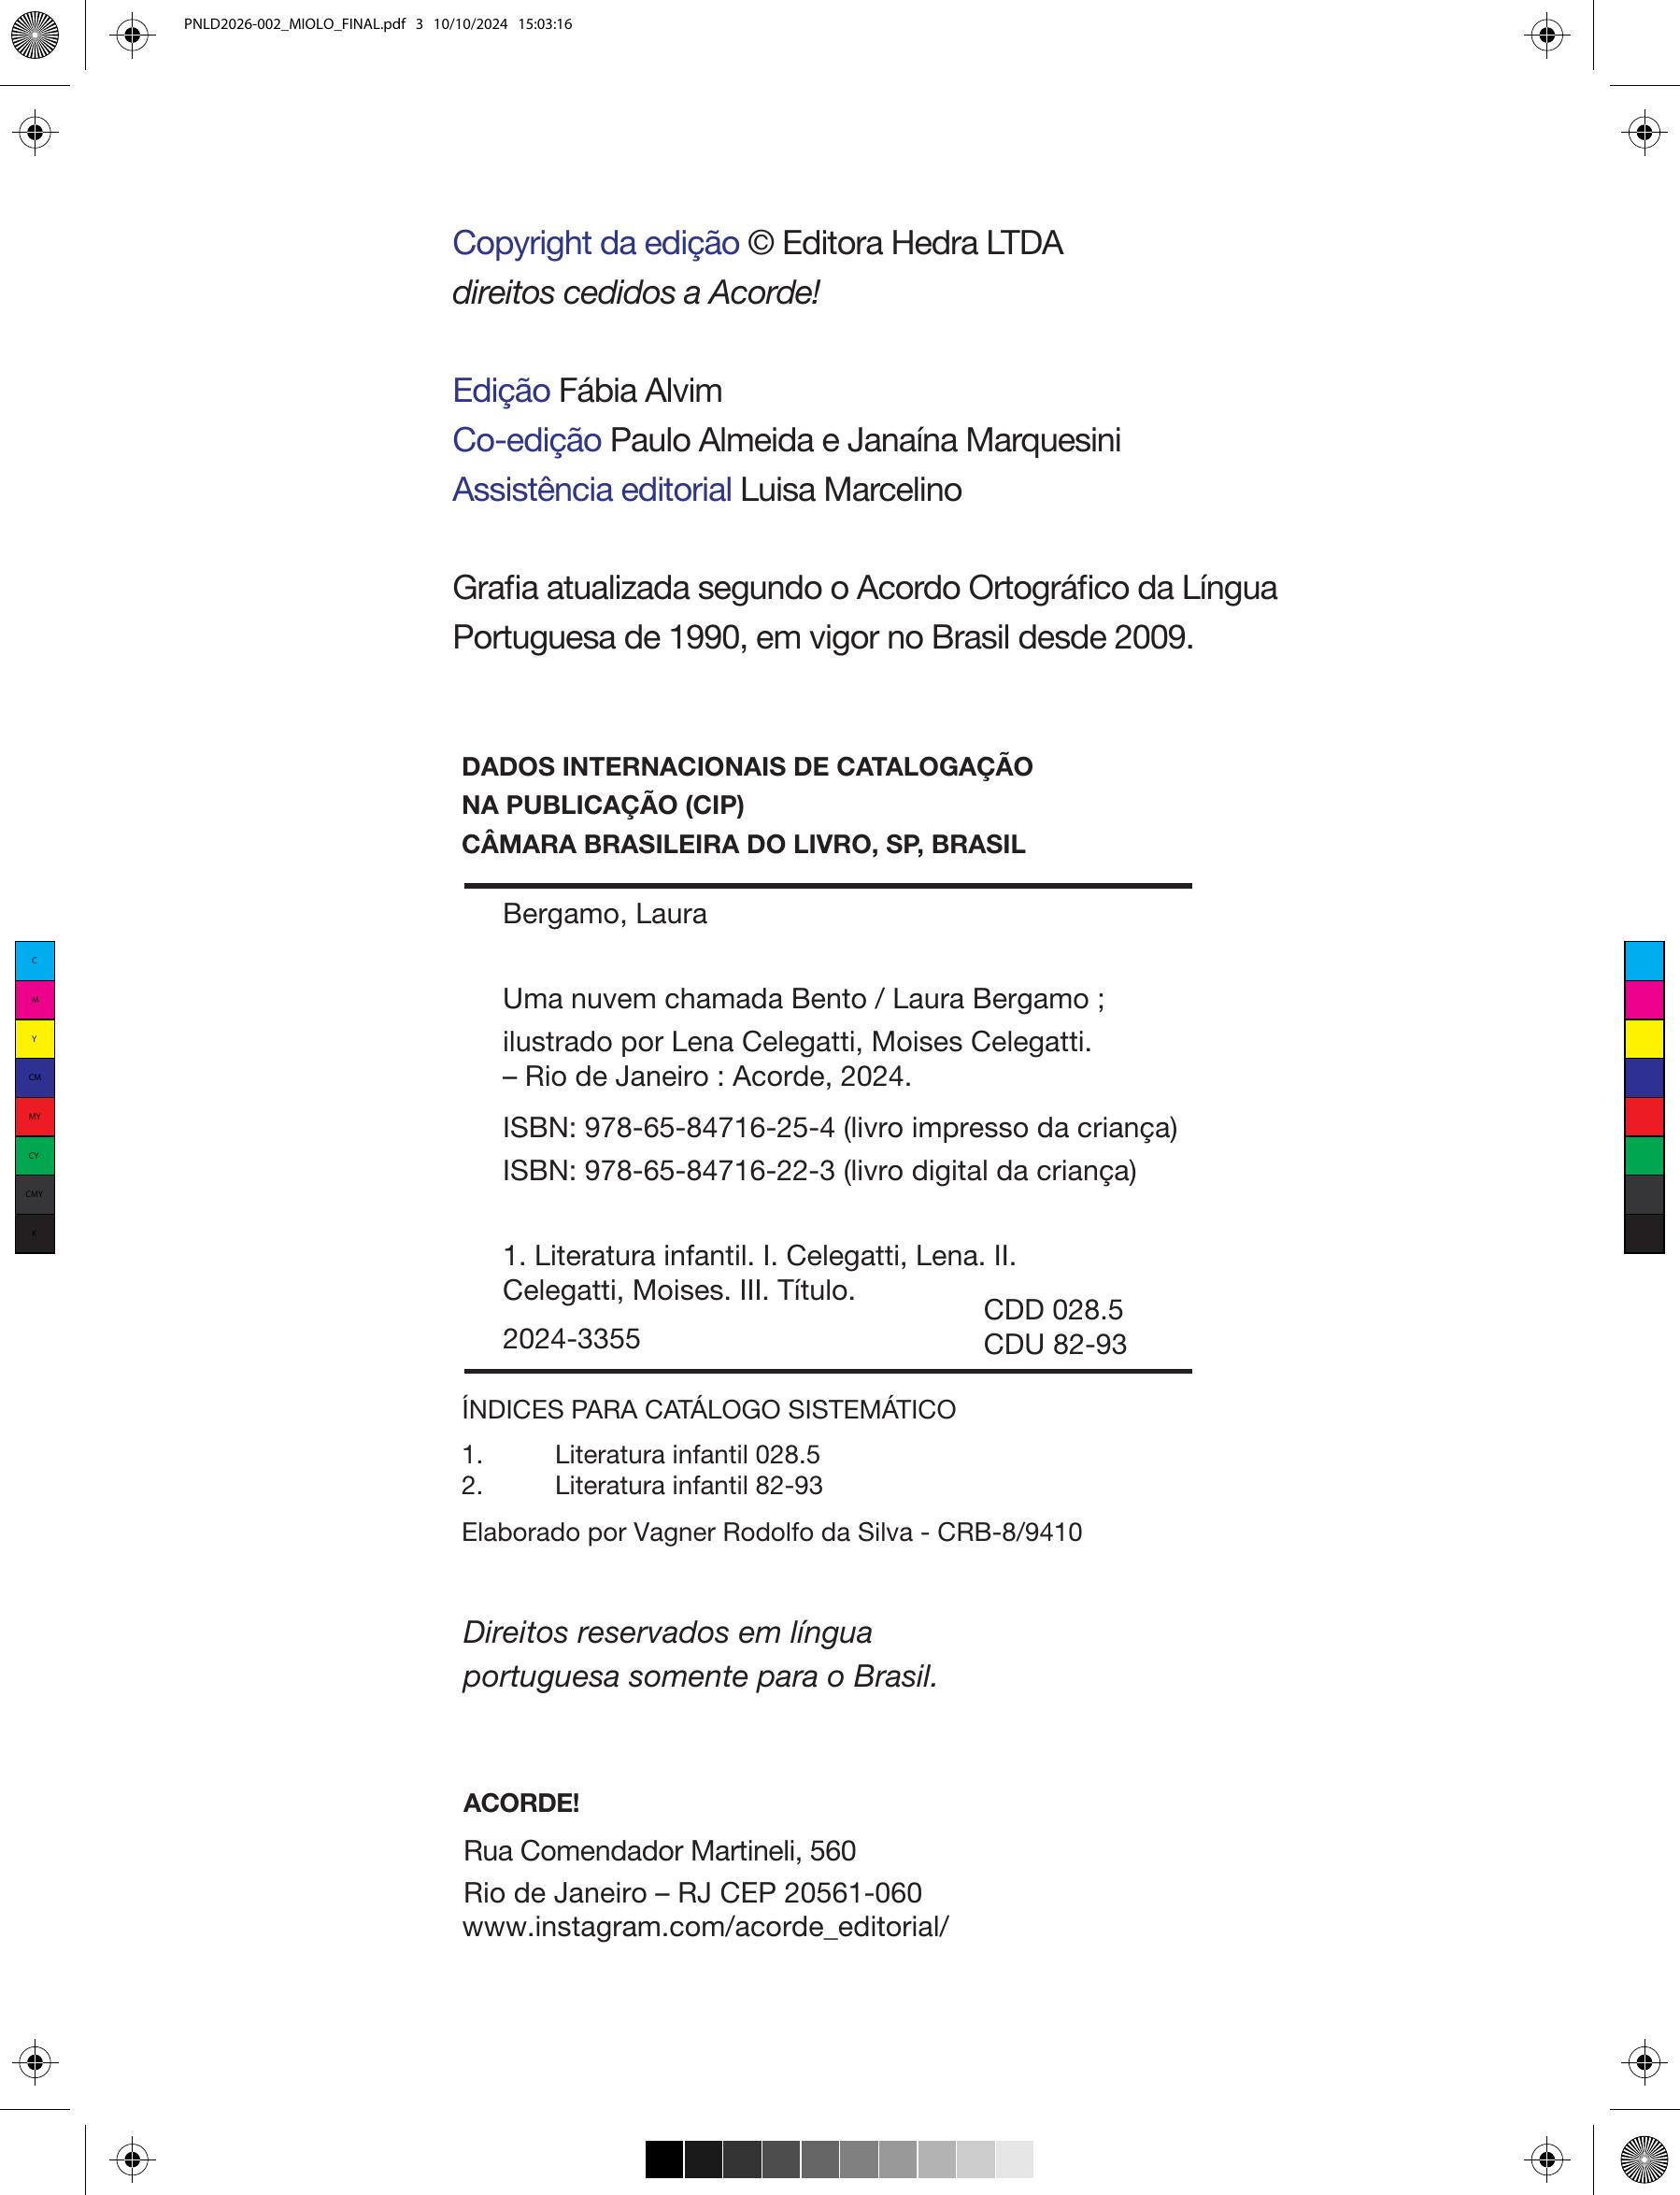 PNLD2026-002_MIOLO_FINAL.pdf 3 10/10/2024 15:03:16
Copyright da edição © Editora Hedra LTDA
direitos cedidos a Acorde!
Edição Fábia Alvim
Co-edição Paulo Almeida e Janaína Marquesini
Assistência editorial Luisa Marcelino
Grafia atualizada segundo o Acordo Ortográfico da Língua
Portuguesa de 1990, em vigor no Brasil desde 2009.
DADOS INTERNACIONAIS DE CATALOGAÇÃO
NA PUBLICAÇÃO (CIP)
CÂMARA BRASILEIRA DO LIVRO, SP, BRASIL
Bergamo, Laura
Uma nuvem chamada Bento / Laura Bergamo ;
ilustrado por Lena Celegatti, Moises Celegatti.
– Rio de Janeiro : Acorde, 2024.
ISBN: 978-65-84716-25-4 (livro impresso da criança)
ISBN: 978-65-84716-22-3 (livro digital da criança)
1. Literatura infantil. I. Celegatti, Lena. II.
Celegatti, Moises. III. Título.
CDD 028.5
2024-3355
CDU 82-93
ÍNDICES PARA CATÁLOGO SISTEMÁTICO
1. Literatura infantil 028.5
2. Literatura infantil 82-93
Elaborado por Vagner Rodolfo da Silva - CRB-8/9410
Direitos reservados em língua
portuguesa somente para o Brasil.
ACORDE!
Rua Comendador Martineli, 560
Rio de Janeiro – RJ CEP 20561-060
www.instagram.com/acorde_editorial/
C
M
Y
CM
MY
CY
CMY
K